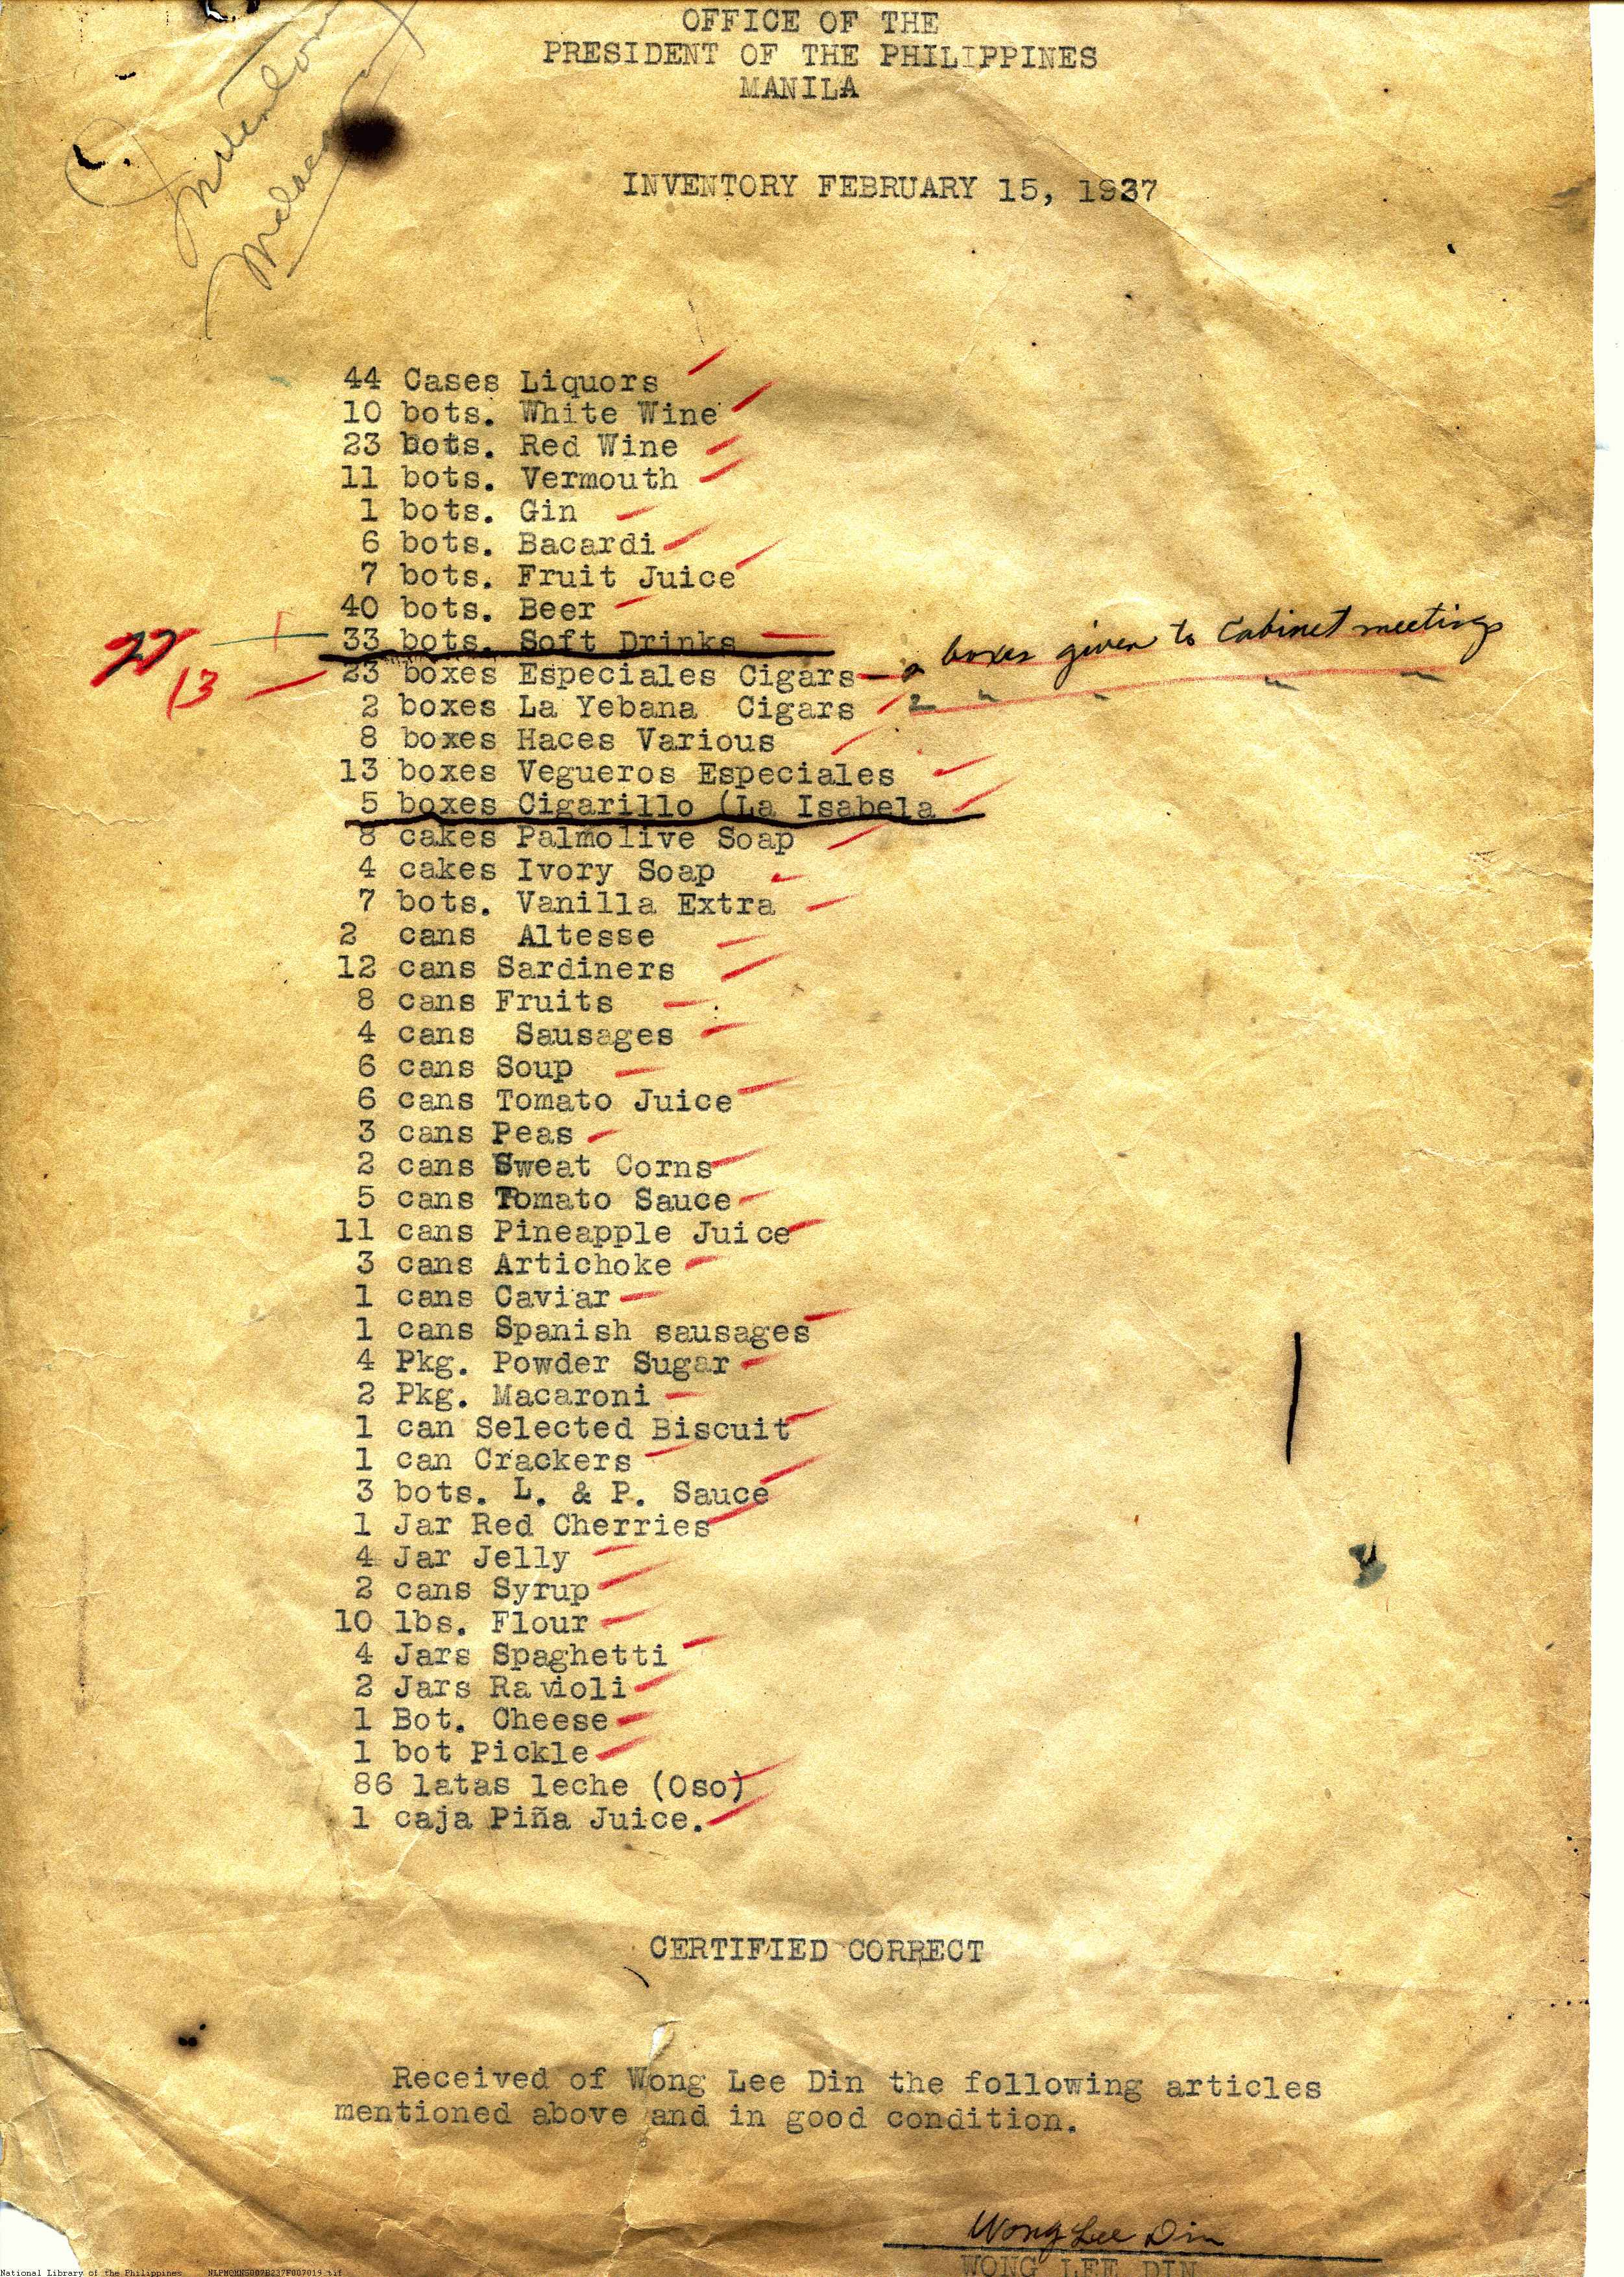 OFFICE OF THE
PRESIDENT OF THE PHILIPPINES
MANILA
INVENTORY FEBRUARY 15, 1937
44 Cases Liquors
10 bots. White Wine
23 bots. Red Wine
11 bots. Vermouth
1 bots. Gin
6 bots. Bacardi
7 bots. Fruit Juice
40 bots. Beer
33 bots. Soft Drinks
13
23 boxes Especiales Cigars
boxes given to Cabinet meetings
2 boxes La Yebana Cigars
2 " " " "
8 boxes Haces Various
13 boxes Vegueros Especiales
5 boxes Cigarillo (La Isabela
8 cakes Palmolive Soap
4 cakes Ivory Soap
7 bots. Vanilla Extra
2 cans Altesse
12 cans Sardiners
8 cans Fruits
4 cans Sausages
6 cans Soup
6 cans Tomato Juice
3 cans Peas
2 cans Sweat Corns
5 cans Tomato Sauce
11 cans Pineapple Juice
3 cans Artichoke
1 cans Caviar
1 cans Spanish sausages
4 Pkg. Powder Sugar
2 Pkg. Macaroni
1 can Selected Biscuit
1 can Crackers
3 bots. L. & P. Sauce
1 Jar Red Cherries
4 Jar Jelly
2 cans Syrup
10 lbs. Flour
4 Jars Spaghetti
2 Jars Ravioli
1 Bot. Cheese
1 bot Pickle
86 latas leche (Oso)
1 caja Piña Juice.
CERTIFIED CORRECT
Received of Wong Lee Din the following articles
mentioned above and in good condition.
Wong Lee Din
WONG LEE DIN
National Library of the Philippines NLPMQMNS007B237F007019.tif